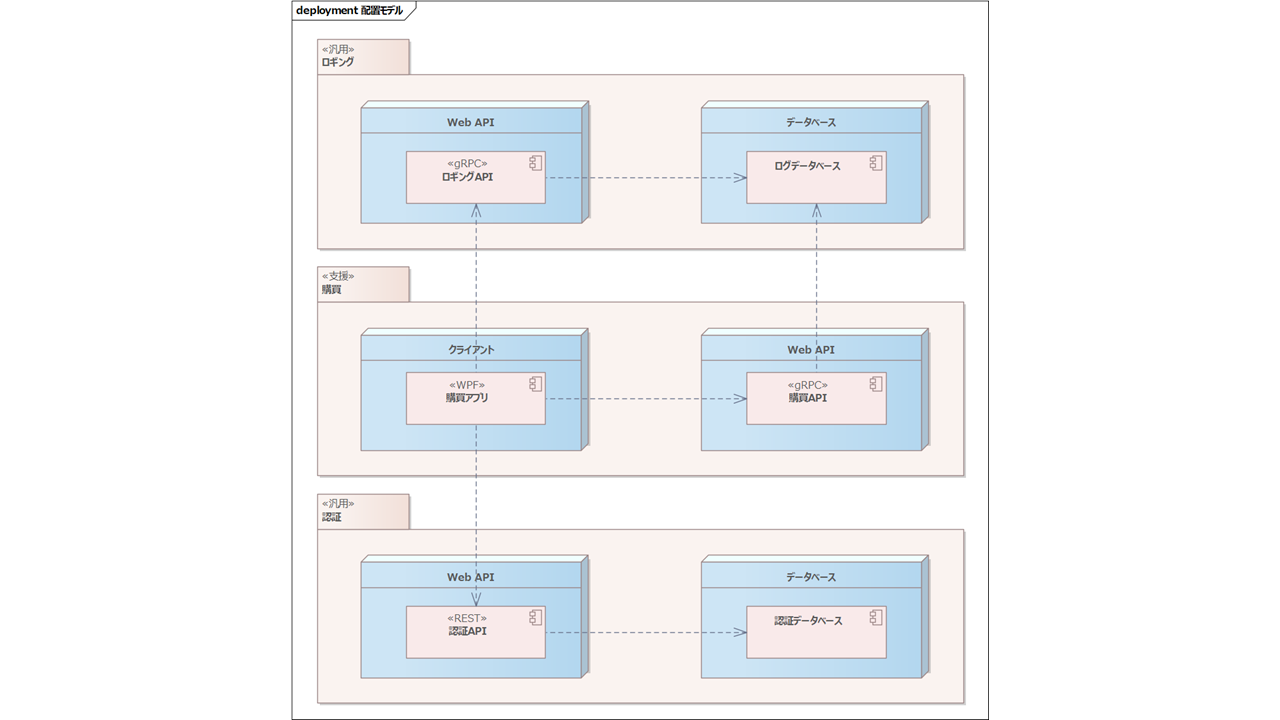 deployment 配置モデル
«汎用»
ロギング
Web API
データベース
«gRPC»
ロギングAPI
ログデータベース
«支援»
購買
クライアント
Web API
«WPF»
購買アプリ
«gRPC»
購買API
«汎用»
認証
Web API
データベース
«REST»
認証API
認証データベース